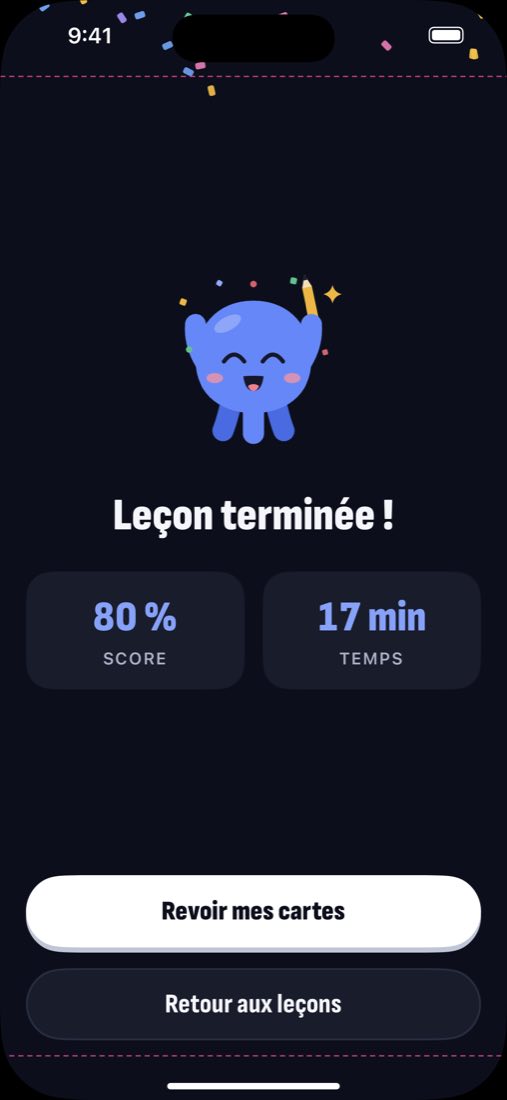 9:41
Leçon terminée !
80 %
SCORE
17 min
TEMPS
Revoir mes cartes
Retour aux leçons